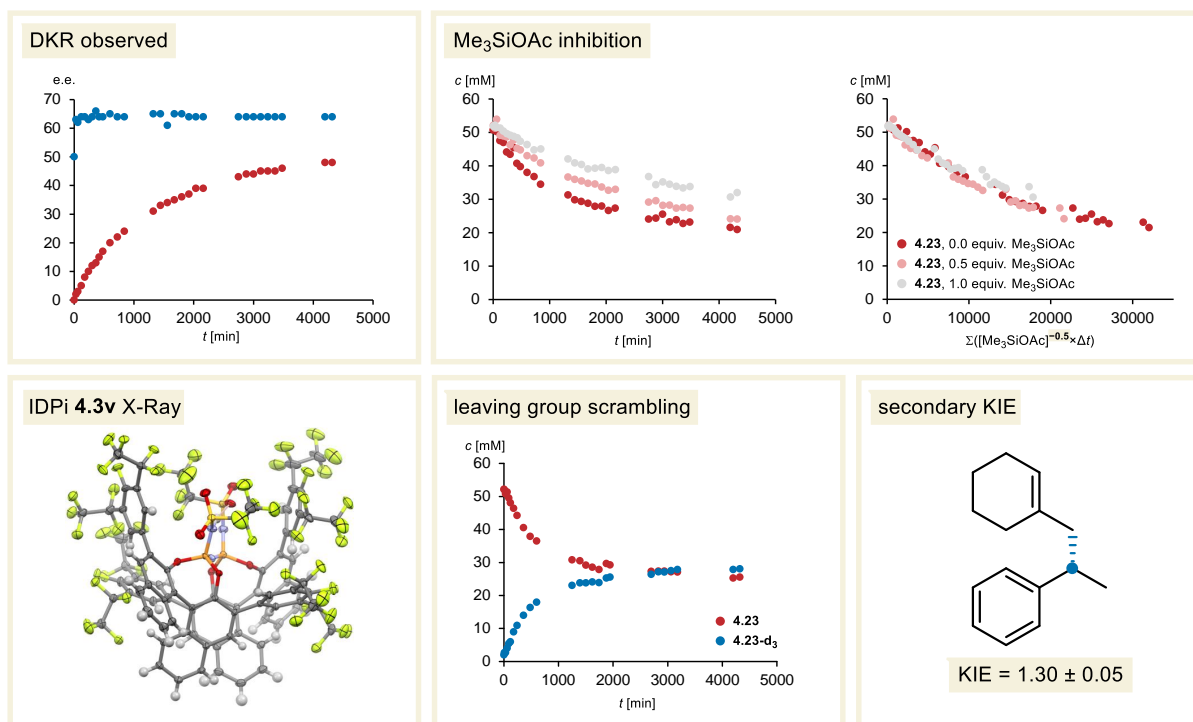 DKR observed
e.e.
70
60
50
40
30
20
10
0
0 1000 2000 3000 4000 5000
t [min]
Me3SiOAc inhibition
c [mM]
60
50
40
30
20
10
0
0 1000 2000 3000 4000 5000
t [min]
c [mM]
60
50
40
30
20
10
0
4.23, 0.0 equiv. Me3SiOAc
4.23, 0.5 equiv. Me3SiOAc
4.23, 1.0 equiv. Me3SiOAc
0 10000 20000 30000
Σ([Me3SiOAc]−0.5×Δt)
IDPi 4.3v X-Ray
leaving group scrambling
c [mM]
60
50
40
30
20
10
0
4.23
4.23-d3
0 1000 2000 3000 4000 5000
t [min]
secondary KIE
KIE = 1.30 ± 0.05